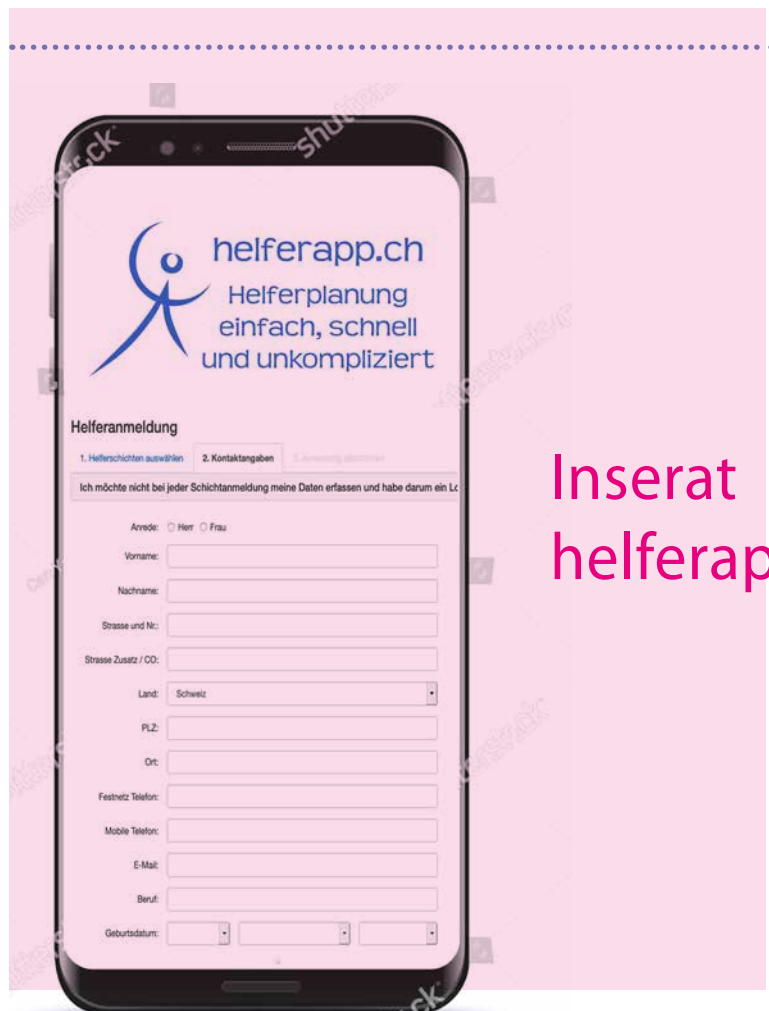 shutterstock
helferapp.ch
Helferplanung
einfach, schnell
und unkompliziert
Helferanmeldung
1. Helferschichten auswählen 2. Kontaktangaben
Ich möchte nicht bei jeder Schichtanmeldung meine Daten erfassen und habe darum ein Lo
Anrede: Herr Frau
Vorname:
Nachname:
Strasse und Nr.:
Strasse Zusatz / CO:
Land: Schweiz
PLZ:
Ort:
Festnetz Telefon:
Mobile Telefon:
E-Mail:
Beruf:
Geburtsdatum:
Inserat
helferap